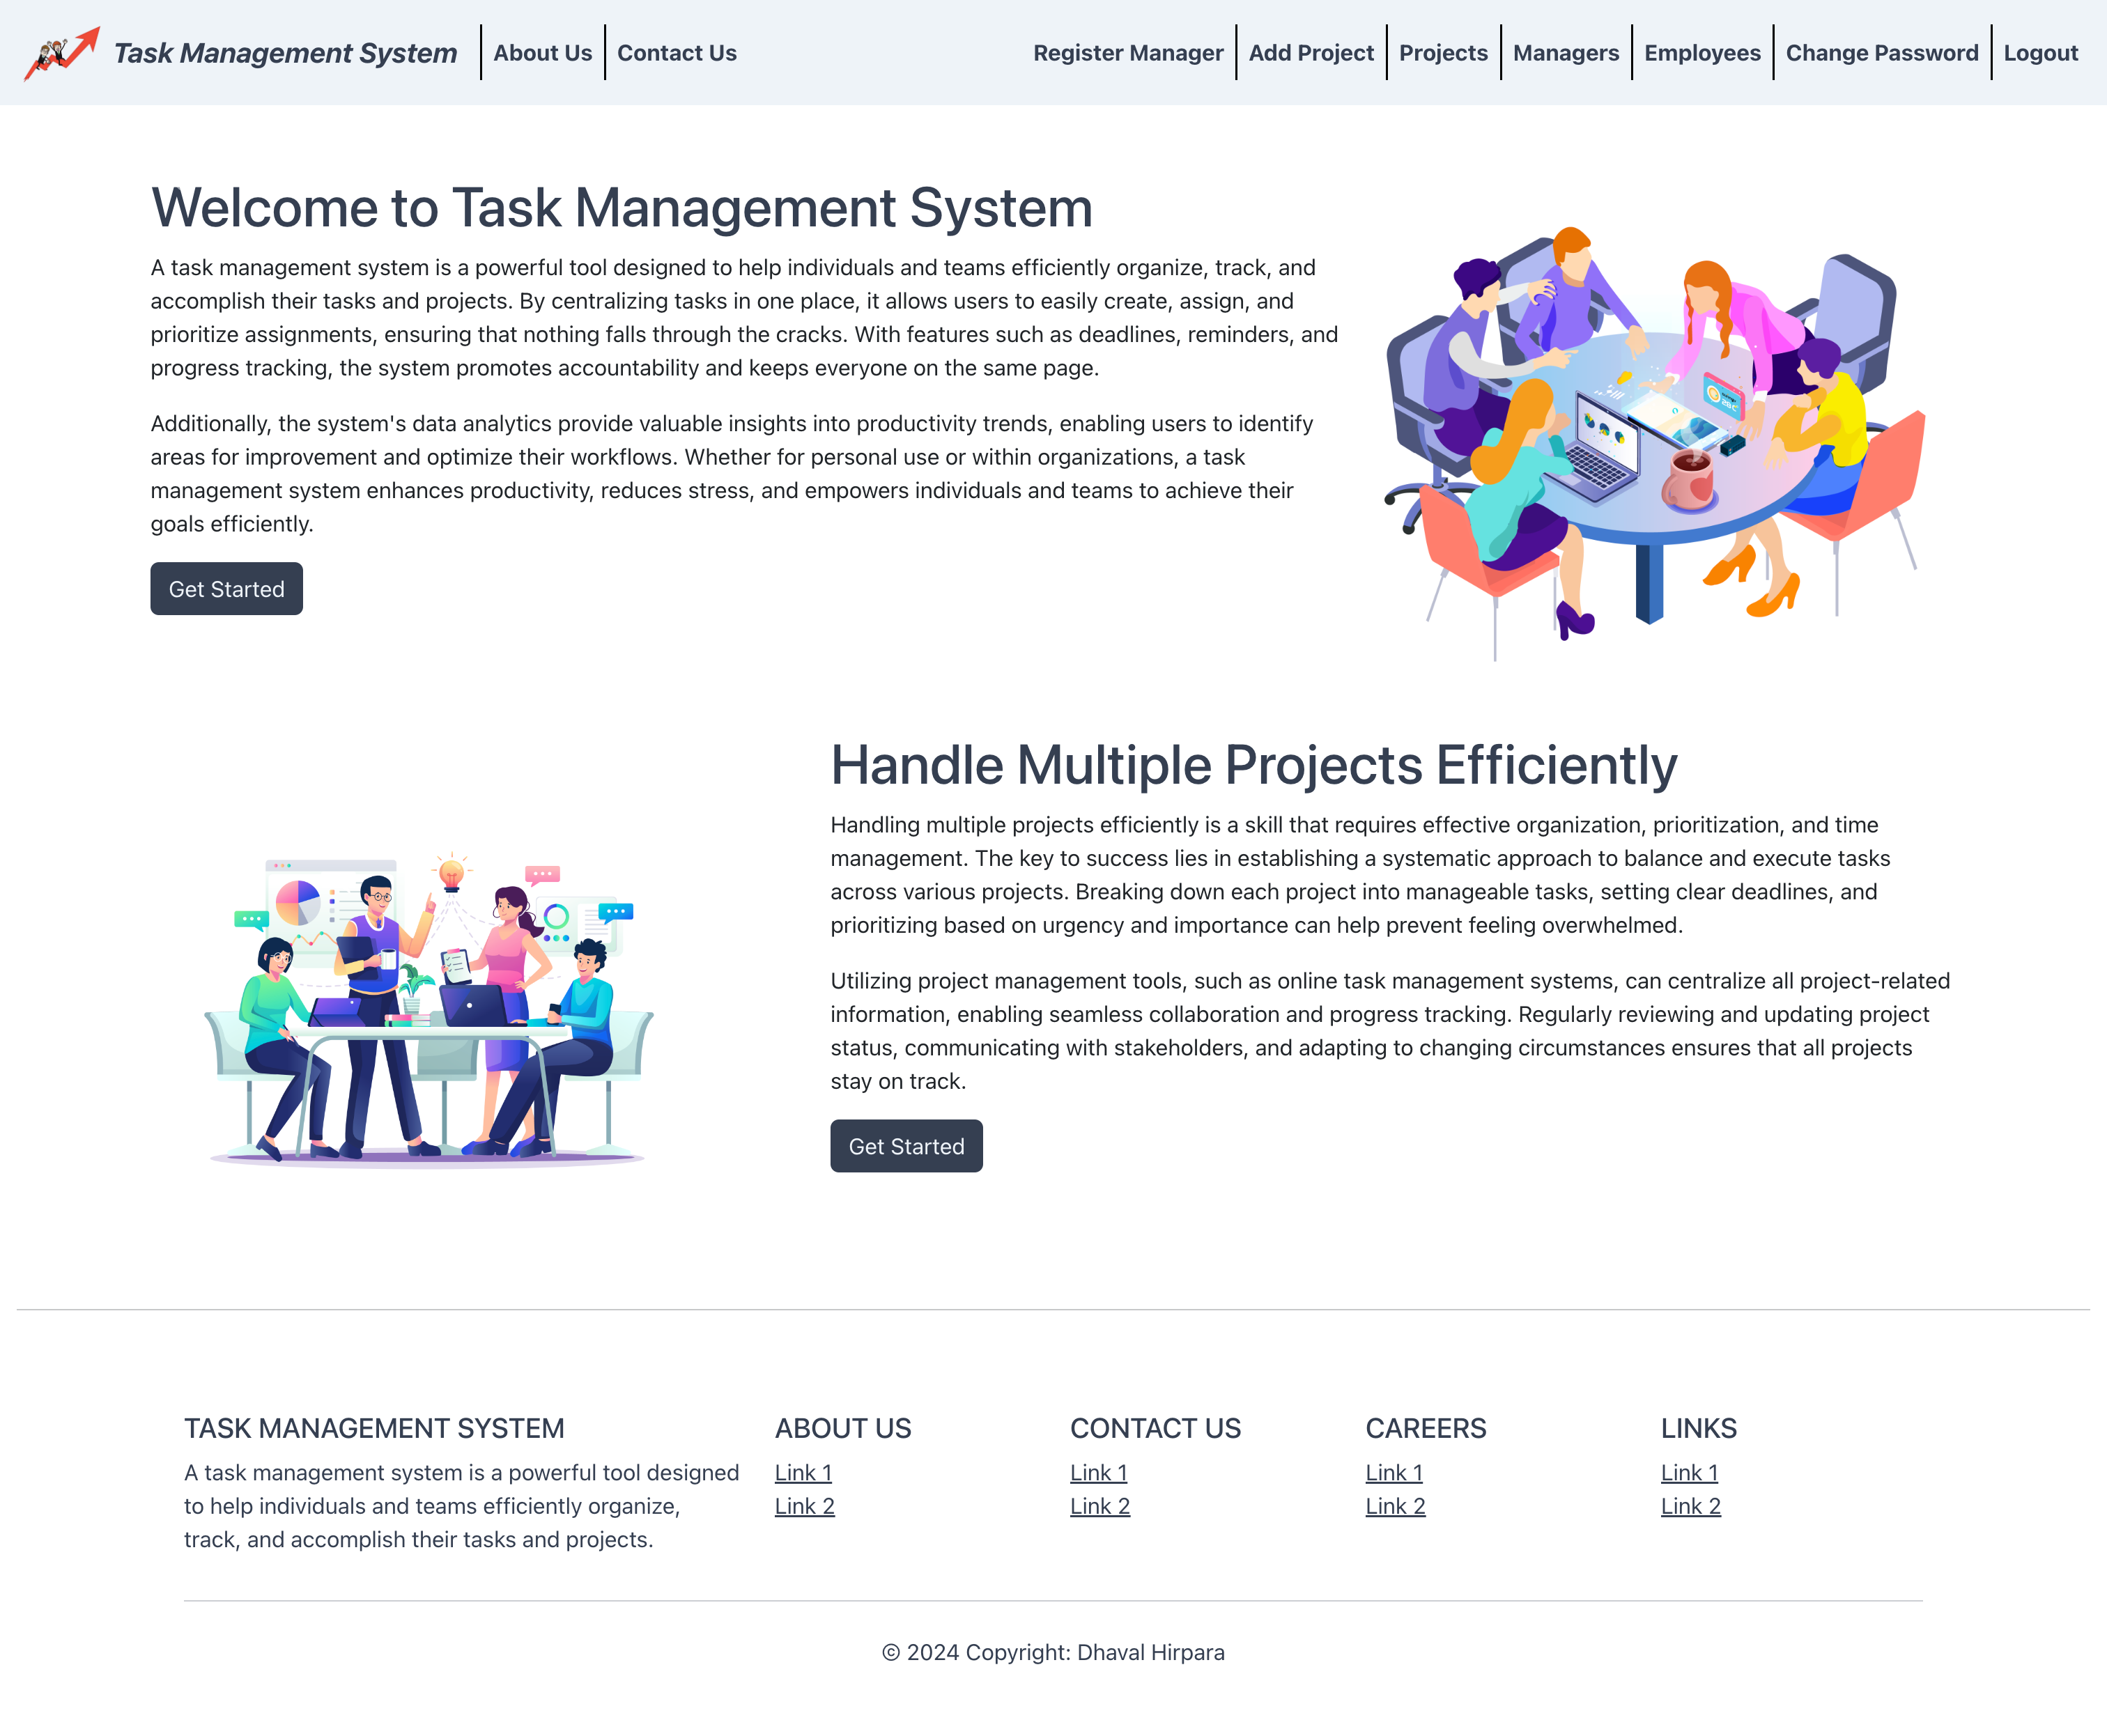 Task Management System
About Us
Contact Us
Register Manager
Add Project
Projects
Managers
Employees
Change Password
Logout
Welcome to Task Management System
A task management system is a powerful tool designed to help individuals and teams efficiently organize, track, and
accomplish their tasks and projects. By centralizing tasks in one place, it allows users to easily create, assign, and
prioritize assignments, ensuring that nothing falls through the cracks. With features such as deadlines, reminders, and
progress tracking, the system promotes accountability and keeps everyone on the same page.
Additionally, the system's data analytics provide valuable insights into productivity trends, enabling users to identify
areas for improvement and optimize their workflows. Whether for personal use or within organizations, a task
management system enhances productivity, reduces stress, and empowers individuals and teams to achieve their
goals efficiently.
Get Started
Handle Multiple Projects Efficiently
Handling multiple projects efficiently is a skill that requires effective organization, prioritization, and time
management. The key to success lies in establishing a systematic approach to balance and execute tasks
across various projects. Breaking down each project into manageable tasks, setting clear deadlines, and
prioritizing based on urgency and importance can help prevent feeling overwhelmed.
Utilizing project management tools, such as online task management systems, can centralize all project-related
information, enabling seamless collaboration and progress tracking. Regularly reviewing and updating project
status, communicating with stakeholders, and adapting to changing circumstances ensures that all projects
stay on track.
Get Started
TASK MANAGEMENT SYSTEM
A task management system is a powerful tool designed
to help individuals and teams efficiently organize,
track, and accomplish their tasks and projects.
ABOUT US
Link 1
Link 2
CONTACT US
Link 1
Link 2
CAREERS
Link 1
Link 2
LINKS
Link 1
Link 2
© 2024 Copyright: Dhaval Hirpara